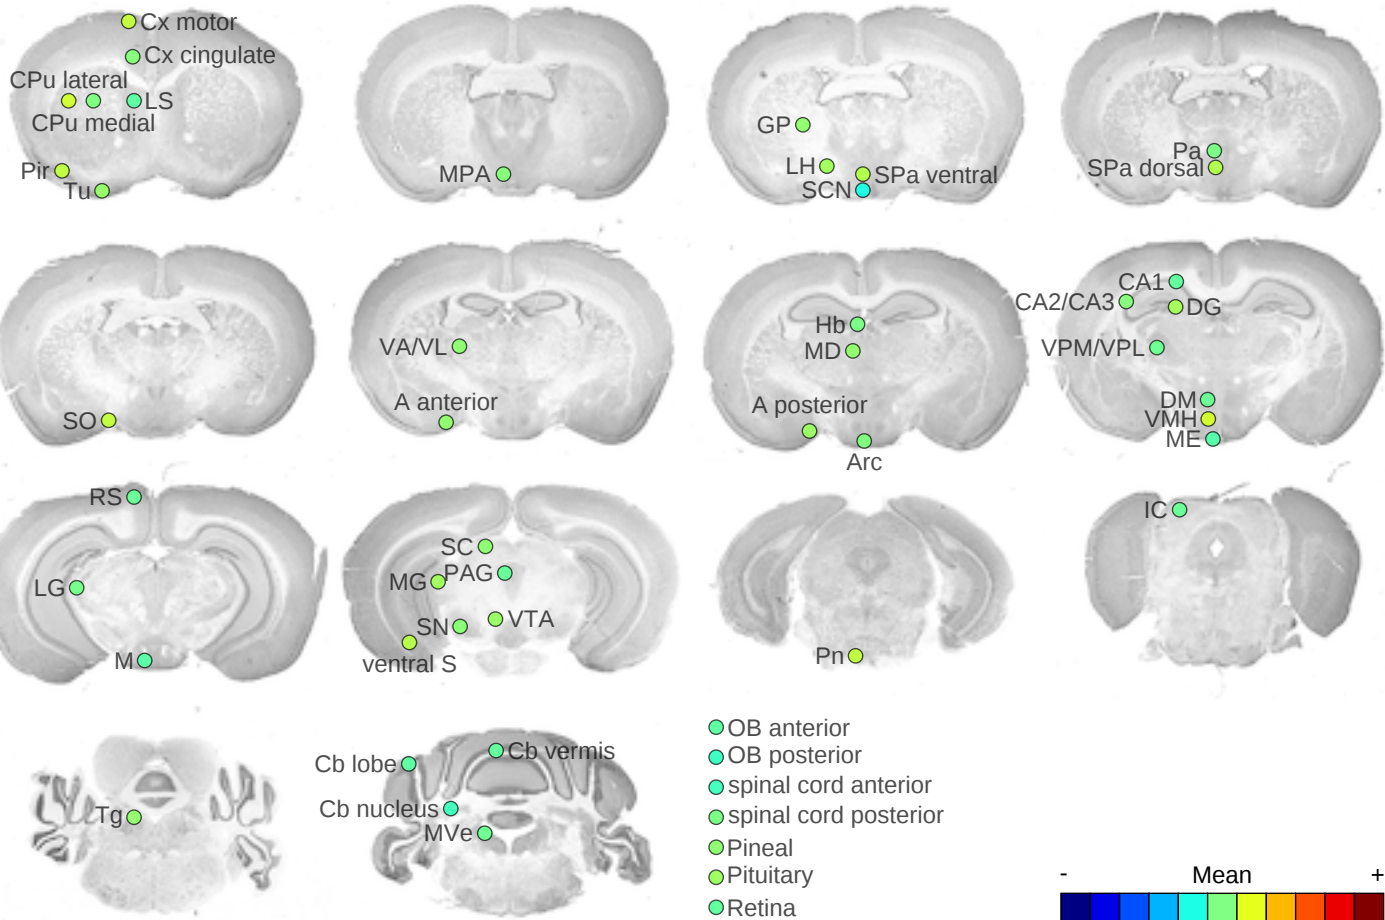 Cx motor
Cx cingulate
CPu lateral
LS
CPu medial
Pir
Tu
MPA
GP
LH
SPa ventral
SCN
Pa
SPa dorsal
SO
VA/VL
A anterior
Hb
MD
A posterior
Arc
CA1
CA2/CA3
DG
VPM/VPL
DM
VMH
ME
RS
LG
M
SC
PAG
MG
VTA
SN
ventral S
Pn
IC
Tg
Cb vermis
Cb lobe
Cb nucleus
MVe
OB anterior
OB posterior
spinal cord anterior
spinal cord posterior
Pineal
Pituitary
Retina
- Mean +